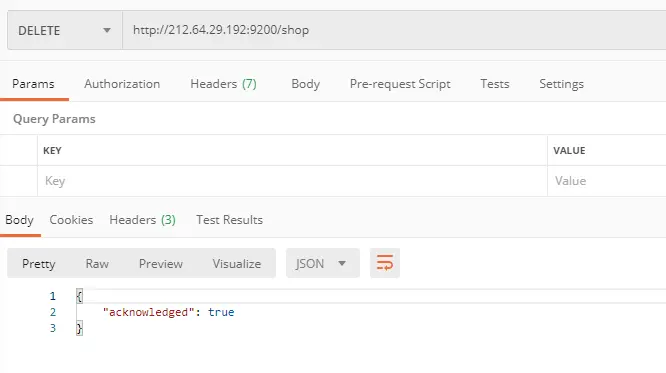 DELETE http://212.64.29.192:9200/shop
Params Authorization Headers (7) Body Pre-request Script Tests Settings
Query Params
KEY VALUE
Key Value
Body Cookies Headers (3) Test Results
Pretty Raw Preview Visualize JSON
1 {
2 "acknowledged": true
3 }